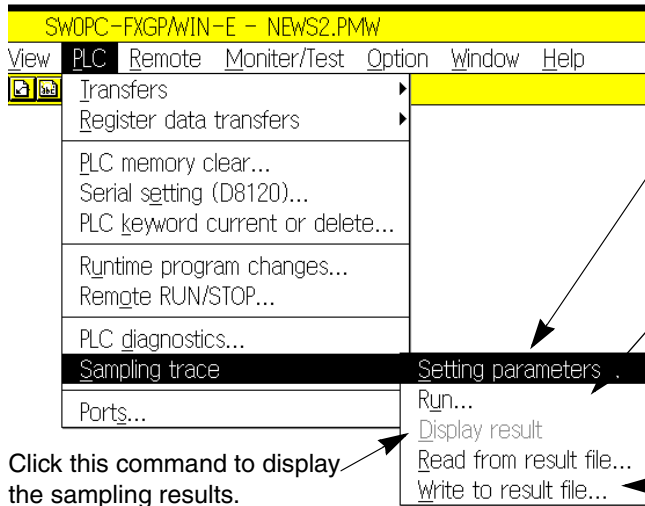 SW0PC-FXGP/WIN-E - NEWS2.PMW
View PLC Remote Moniter/Test Option Window Help
Transfers
Register data transfers
PLC memory clear...
Serial setting (D8120)...
PLC keyword current or delete...
Runtime program changes...
Remote RUN/STOP...
PLC diagnostics...
Sampling trace
Ports...
Setting parameters .
Run...
Display result
Read from result file...
Write to result file...
Click this command to display
the sampling results.